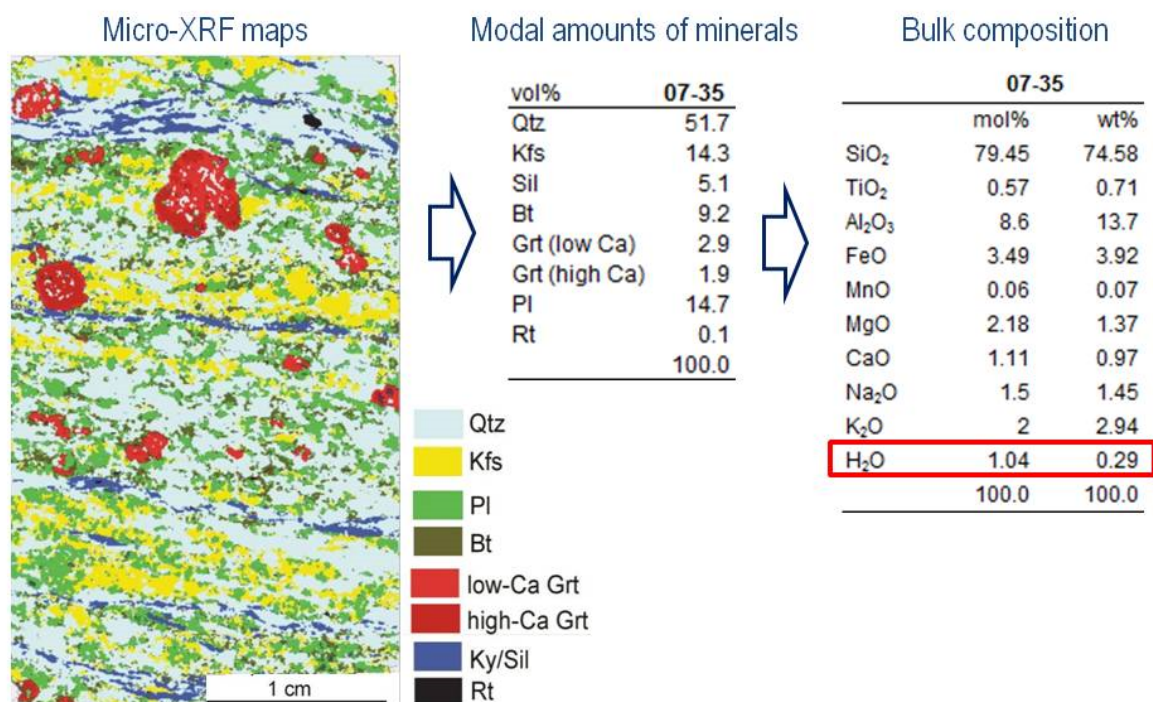 Micro-XRF maps
Modal amounts of minerals
Bulk composition
vol% 07-35
Qtz 51.7
Kfs 14.3
Sil 5.1
Bt 9.2
Grt (low Ca) 2.9
Grt (high Ca) 1.9
Pl 14.7
Rt 0.1
100.0
07-35
mol% wt%
SiO₂ 79.45 74.58
TiO₂ 0.57 0.71
Al₂O₃ 8.6 13.7
FeO 3.49 3.92
MnO 0.06 0.07
MgO 2.18 1.37
CaO 1.11 0.97
Na₂O 1.5 1.45
K₂O 2 2.94
H₂O 1.04 0.29
100.0 100.0
Qtz
Kfs
Pl
Bt
low-Ca Grt
high-Ca Grt
Ky/Sil
Rt
1 cm